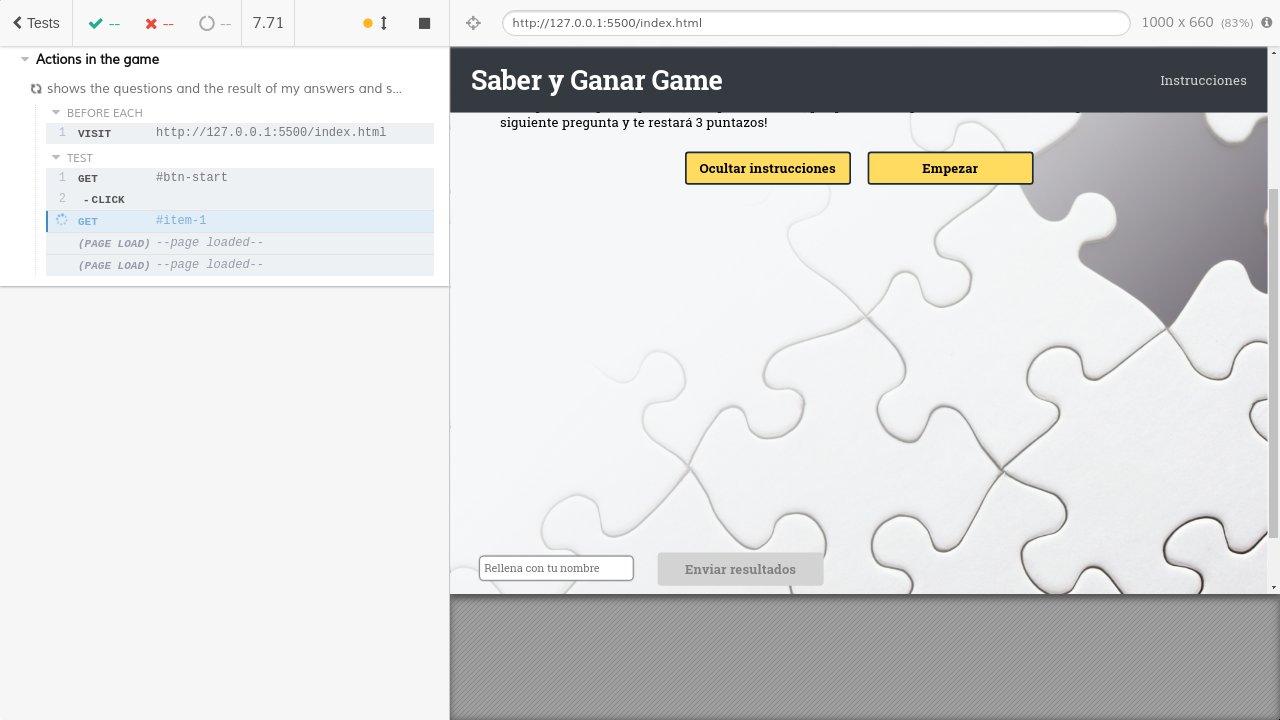 Tests
--
--
--
7.71
http://127.0.0.1:5500/index.html
1000 x 660 (83%)
Actions in the game
shows the questions and the result of my answers and s...
BEFORE EACH
1 VISIT http://127.0.0.1:5500/index.html
TEST
1 GET #btn-start
2 - CLICK
GET #item-1
(PAGE LOAD) --page loaded--
(PAGE LOAD) --page loaded--
Saber y Ganar Game
Instrucciones
siguiente pregunta y te restará 3 puntazos!
Ocultar instrucciones
Empezar
Rellena con tu nombre
Enviar resultados